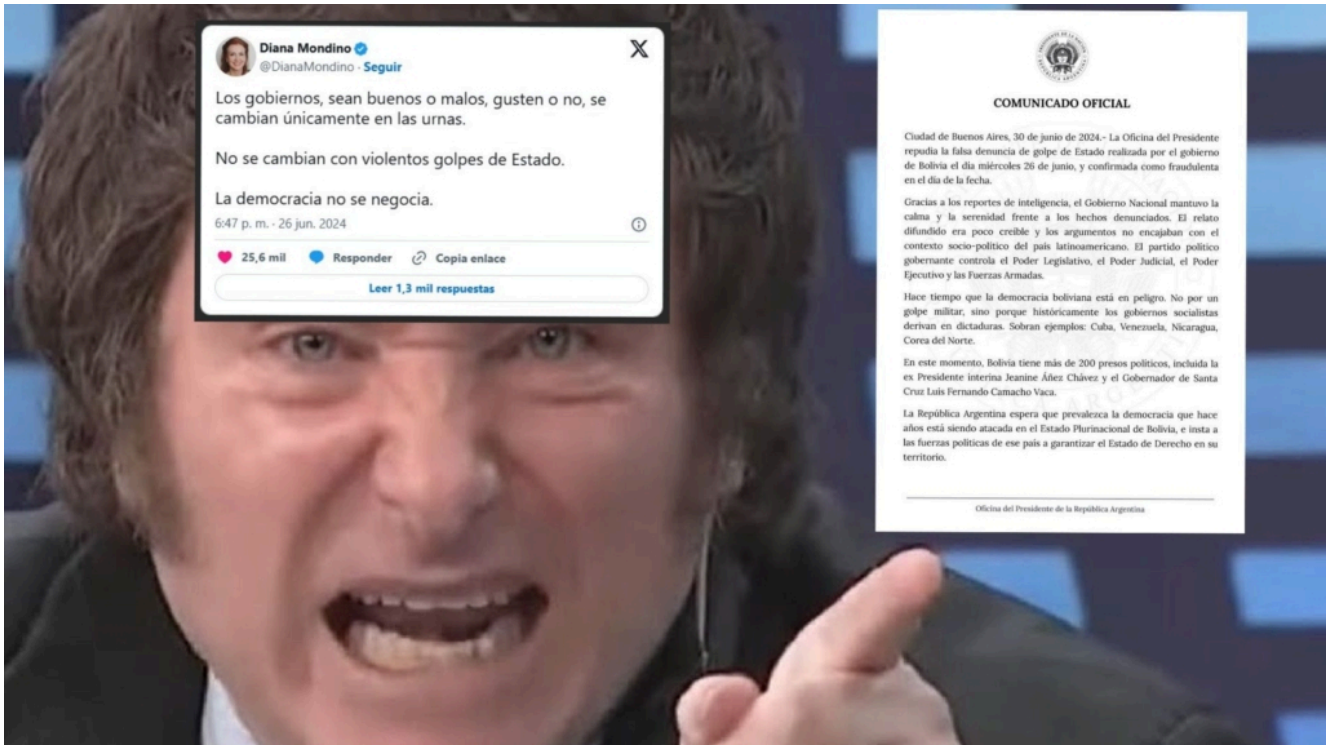 Diana Mondino
@DianaMondino · Seguir
X
Los gobiernos, sean buenos o malos, gusten o no, se
cambian únicamente en las urnas.
No se cambian con violentos golpes de Estado.
La democracia no se negocia.
6:47 p. m. · 26 jun. 2024
25,6 mil Responder Copia enlace
Leer 1,3 mil respuestas
COMUNICADO OFICIAL
Ciudad de Buenos Aires, 30 de junio de 2024.- La Oficina del Presidente
repudia la falsa denuncia de golpe de Estado realizada por el gobierno
de Bolivia el día miércoles 26 de junio, y confirmada como fraudulenta
en el día de la fecha.
Gracias a los reportes de inteligencia, el Gobierno Nacional mantuvo la
calma y la serenidad frente a los hechos denunciados. El relato
difundido era poco creíble y los argumentos no encajaban con el
contexto socio-político del país latinoamericano. El partido político
gobernante controla el Poder Legislativo, el Poder Judicial, el Poder
Ejecutivo y las Fuerzas Armadas.
Hace tiempo que la democracia boliviana está en peligro. No por un
golpe militar, sino porque históricamente los gobiernos socialistas
derivan en dictaduras. Sobran ejemplos: Cuba, Venezuela, Nicaragua,
Corea del Norte.
En este momento, Bolivia tiene más de 200 presos políticos, incluida la
ex Presidente interina Jeanine Áñez Chávez y el Gobernador de Santa
Cruz Luis Fernando Camacho Vaca.
La República Argentina espera que prevalezca la democracia que hace
años está siendo atacada en el Estado Plurinacional de Bolivia, e insta a
las fuerzas políticas de ese país a garantizar el Estado de Derecho en su
territorio.
Oficina del Presidente de la República Argentina